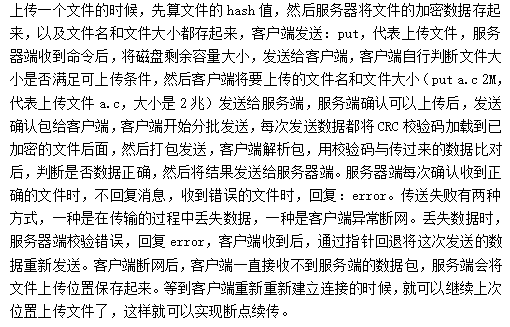 上传一个文件的时候，先算文件的 hash 值，然后服务器将文件的加密数据存起
来，以及文件名和文件大小都存起来，客户端发送：put，代表上传文件，服务
器端收到命令后，将磁盘剩余容量大小，发送给客户端，客户端自行判断文件大
小是否满足可上传条件，然后客户端将要上传的文件名和文件大小（put a.c 2M，
代表上传文件 a.c，大小是 2 兆）发送给服务端，服务端确认可以上传后，发送
确认包给客户端，客户端开始分批发送，每次发送数据都将 CRC 校验码加载到已
加密的文件后面，然后打包发送，客户端解析包，用校验码与传过来的数据比对
后，判断是否数据正确，然后将结果发送给服务器端。服务器端每次确认收到正
确的文件时，不回复消息，收到错误的文件时，回复：error。传送失败有两种
方式，一种是在传输的过程中丢失数据，一种是客户端异常断网。丢失数据时，
服务器端校验错误，回复 error，客户端收到后，通过指针回退将这次发送的数
据重新发送。客户端断网后，客户端一直接收不到服务端的数据包，服务端会将
文件上传位置保存起来。等到客户端重新重新建立连接的时候，就可以继续上次
位置上传文件了，这样就可以实现断点续传。